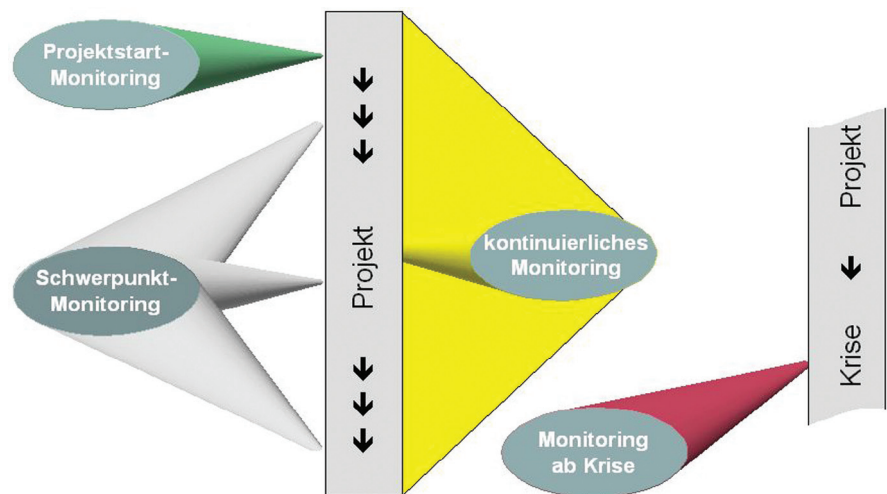 Projektstart-
Monitoring
Schwerpunkt-
Monitoring
Projekt
kontinuierliches
Monitoring
Monitoring
ab Krise
Projekt
Krise